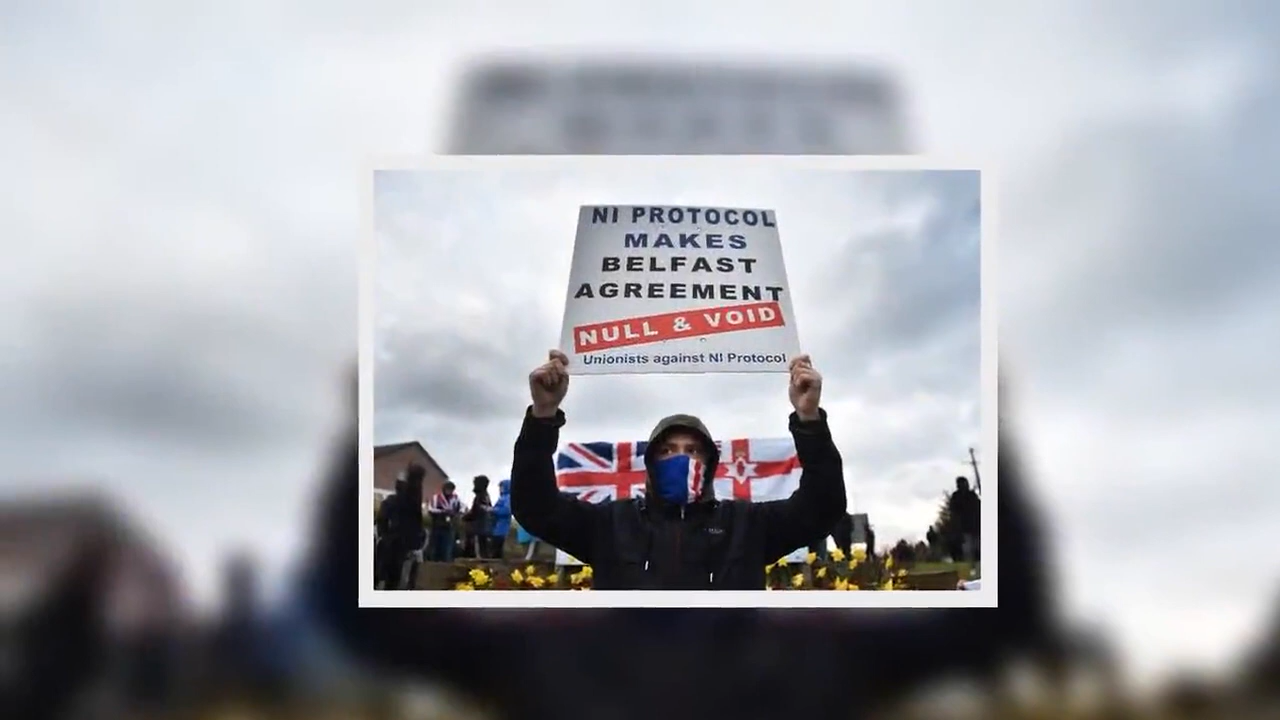 NI PROTOCOL
MAKES
BELFAST
AGREEMENT
NULL & VOID
Unionists against NI Protocol